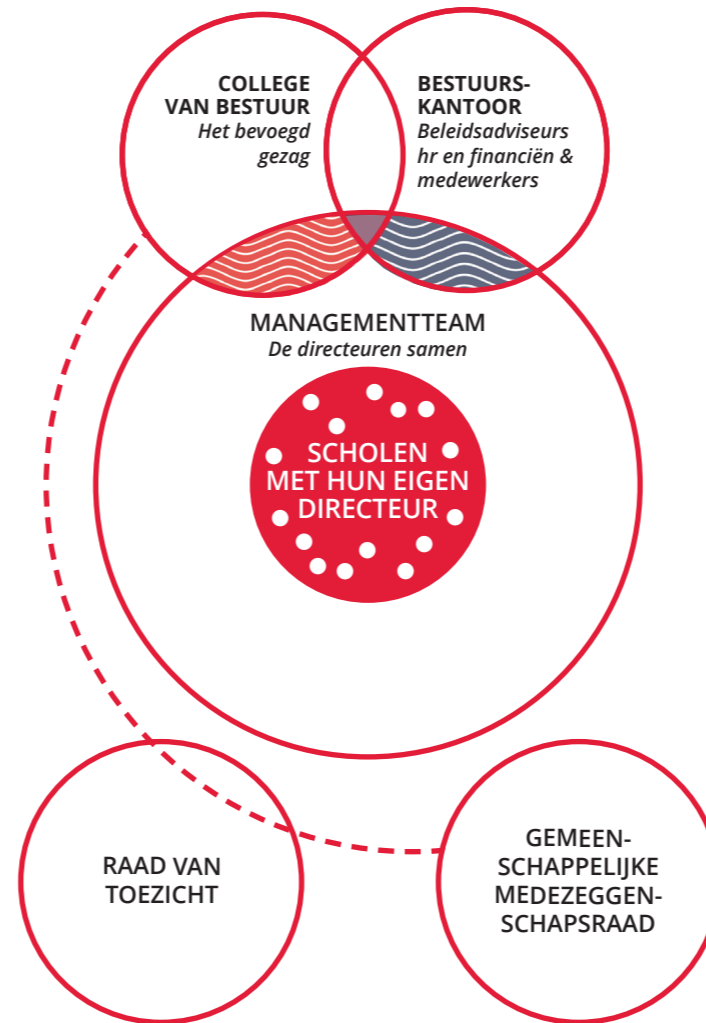 COLLEGE
VAN BESTUUR
Het bevoegd
gezag
BESTUURS-
KANTOOR
Beleidsadviseurs
hr en financiën &
medewerkers
MANAGEMENTTEAM
De directeuren samen
SCHOLEN
MET HUN EIGEN
DIRECTEUR
RAAD VAN
TOEZICHT
GEMEEN-
SCHAPPELIJKE
MEDEZEGGEN-
SCHAPSRAAD